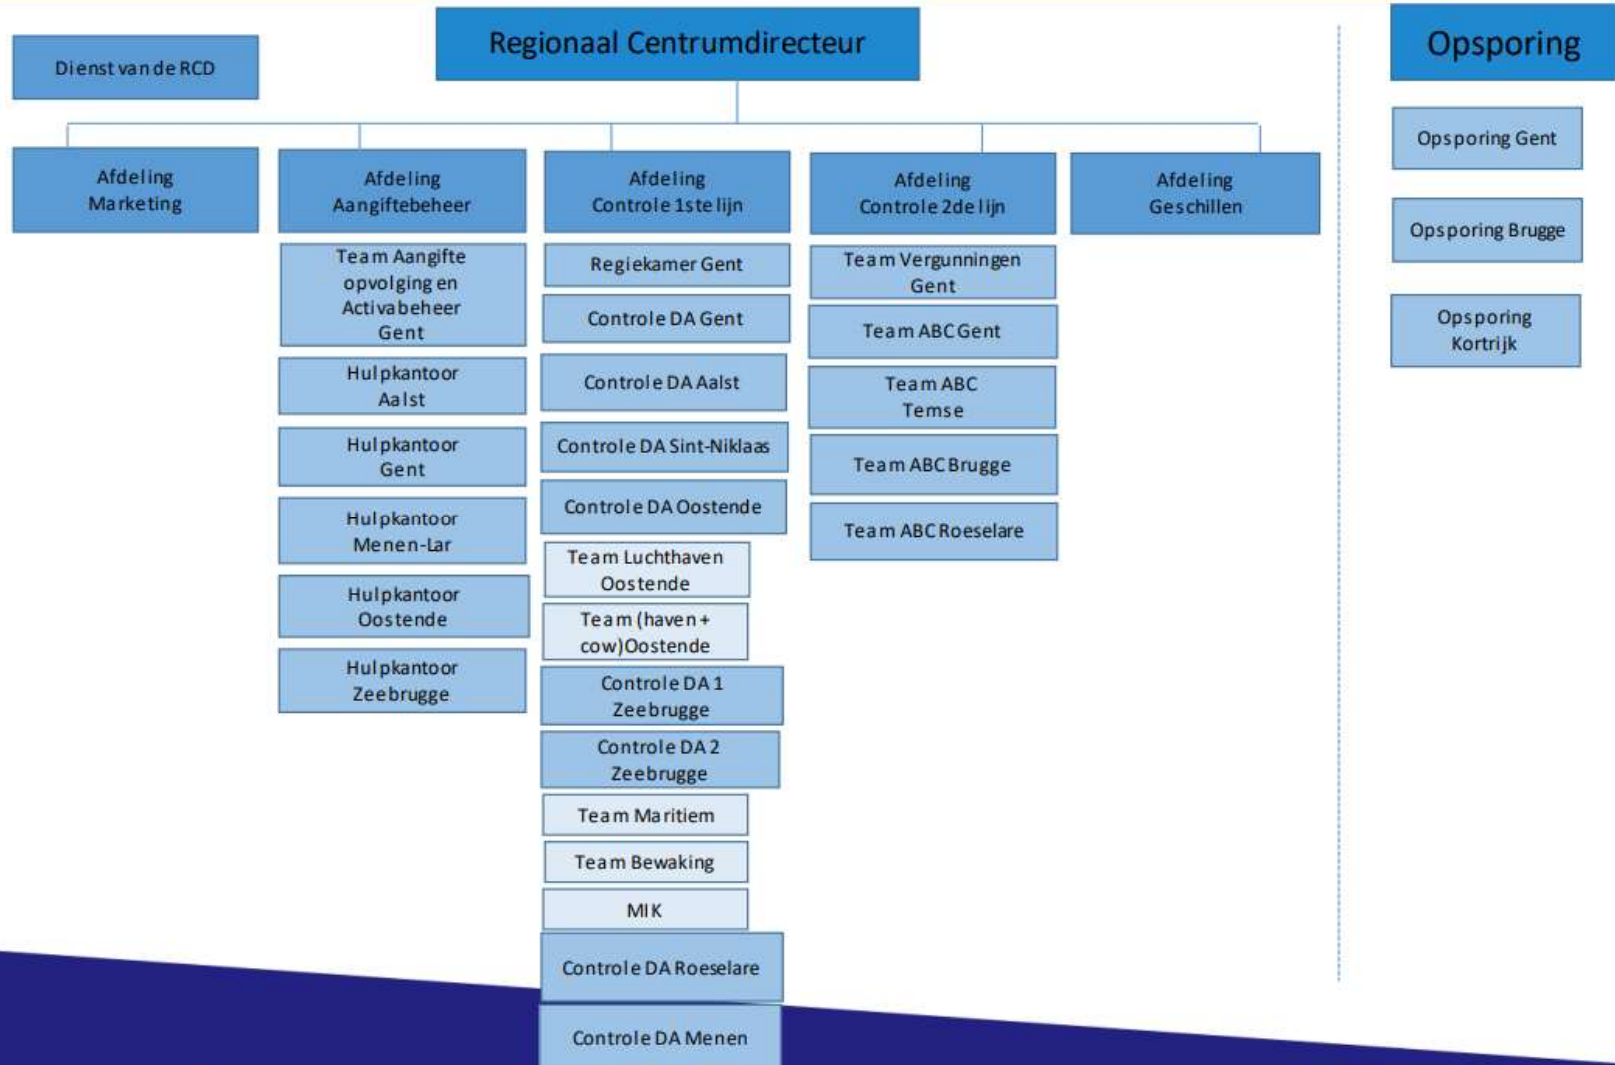 Regionaal Centrumdirecteur
Dienst van de RCD
Afdeling
Marketing
Afdeling
Aangiftebeheer
Team Aangifte
opvolging en
Activabeheer
Gent
Hulpkantoor
Aalst
Hulpkantoor
Gent
Hulpkantoor
Menen-Lar
Hulpkantoor
Oostende
Hulpkantoor
Zeebrugge
Afdeling
Controle 1ste lijn
Regiekamer Gent
Controle DA Gent
Controle DA Aalst
Controle DA Sint-Niklaas
Controle DA Oostende
Team Luchthaven
Oostende
Team (haven +
cow)Oostende
Controle DA 1
Zeebrugge
Controle DA 2
Zeebrugge
Team Maritiem
Team Bewaking
MIK
Controle DA Roeselare
Controle DA Menen
Afdeling
Controle 2de lijn
Team Vergunningen
Gent
Team ABC Gent
Team ABC
Temse
Team ABC Brugge
Team ABC Roeselare
Afdeling
Geschillen
Opsporing
Opsporing Gent
Opsporing Brugge
Opsporing
Kortrijk